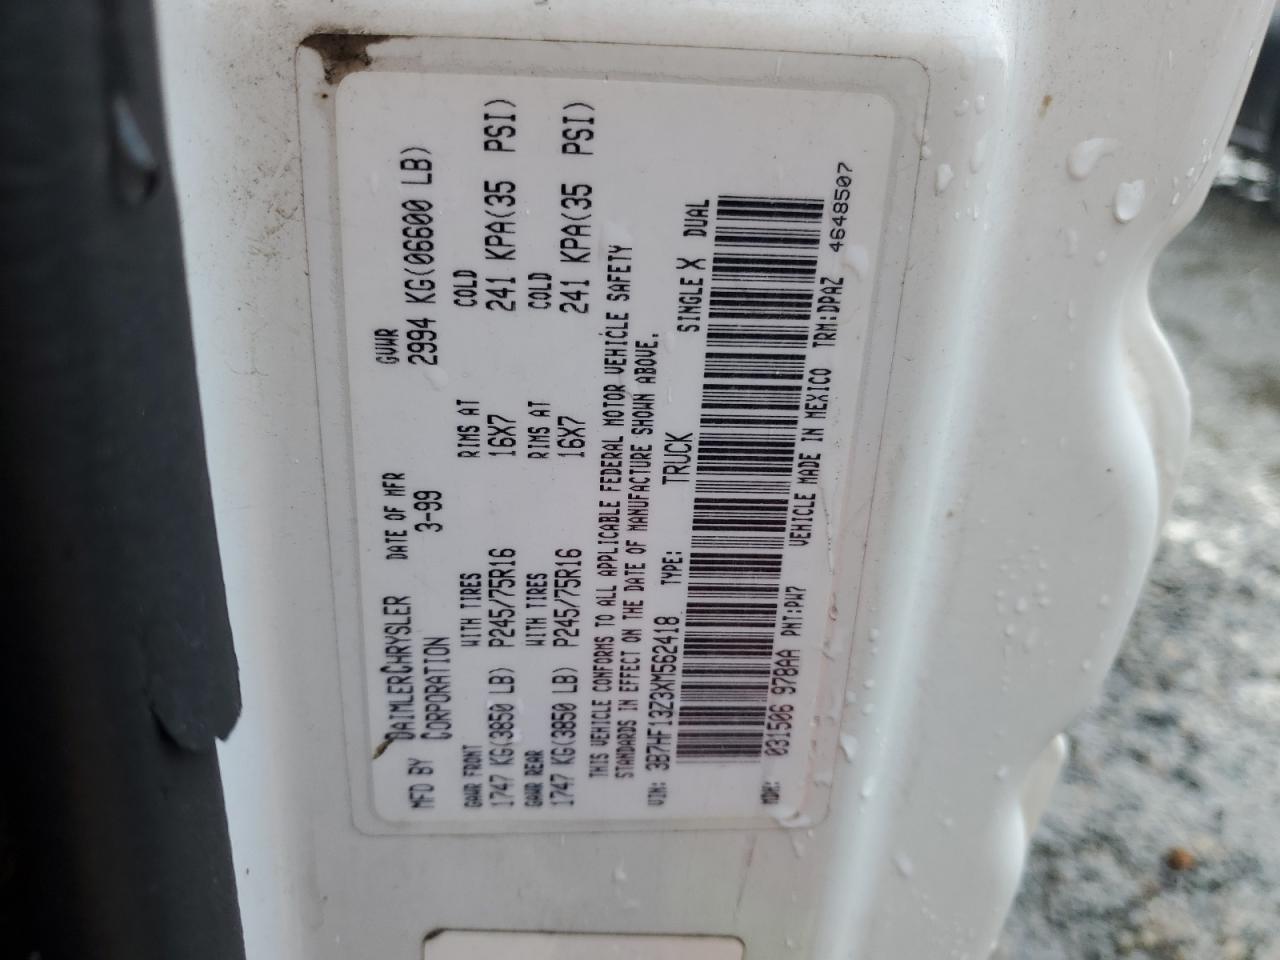 MFD BY DAIMLERCHRYSLER CORPORATION DATE OF MFR 3-99 GVWR 2994 KG(06600 LB)
GAWR FRONT WITH TIRES RIMS AT COLD
1747 KG(3850 LB) P245/75R16 16X7 241 KPA(35 PSI)
GAWR REAR WITH TIRES RIMS AT COLD
1747 KG(3850 LB) P245/75R16 16X7 241 KPA(35 PSI)
THIS VEHICLE CONFORMS TO ALL APPLICABLE FEDERAL MOTOR VEHICLE SAFETY
STANDARDS IN EFFECT ON THE DATE OF MANUFACTURE SHOWN ABOVE.
VIN: 3B7HF13Z3XM562418 TYPE: TRUCK SINGLE X DUAL
MDH: 031506 978AA PNT:PW7 VEHICLE MADE IN MEXICO TRM:DPAZ 4648507